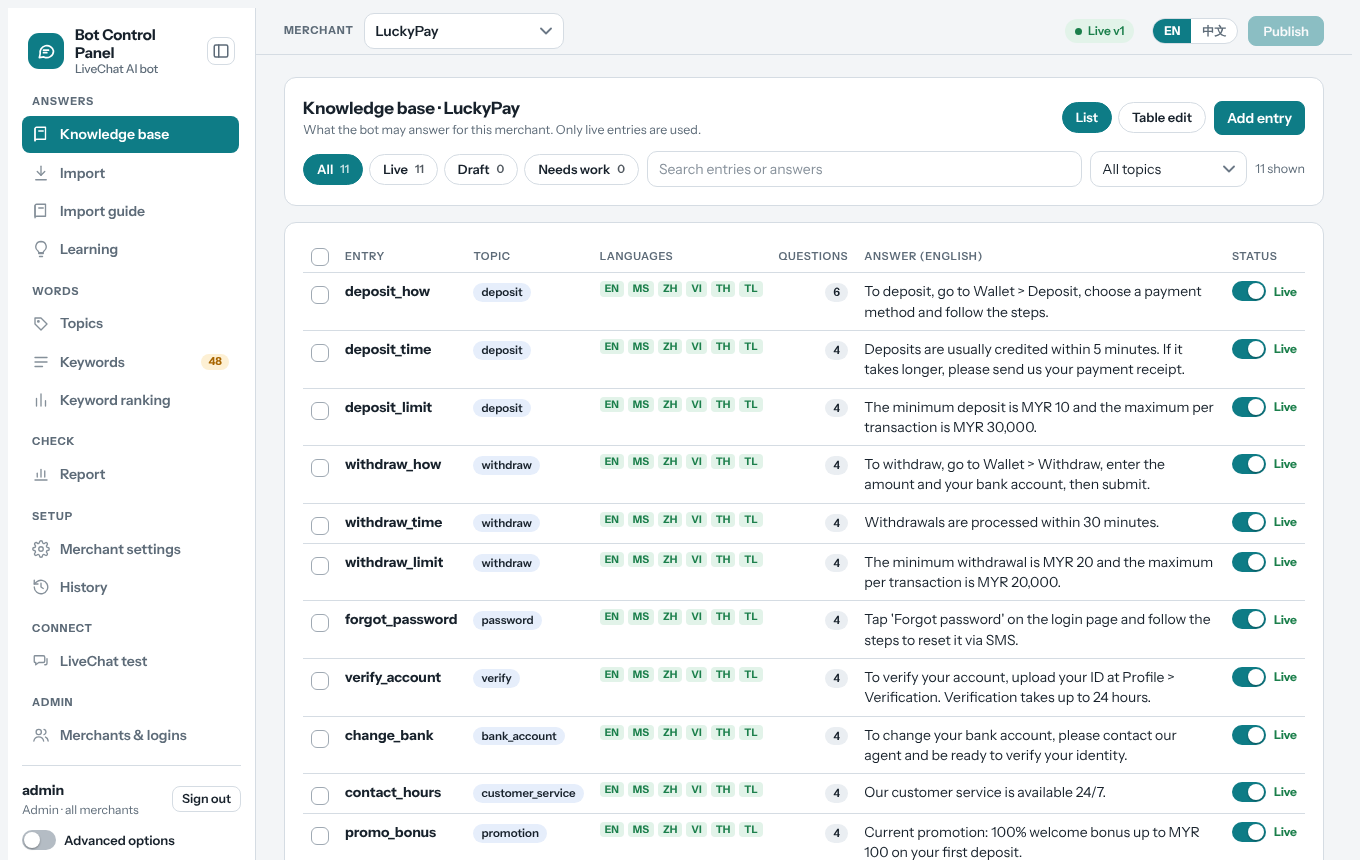 Bot Control
Panel
LiveChat AI bot
ANSWERS
Knowledge base
Import
Import guide
Learning
WORDS
Topics
Keywords 48
Keyword ranking
CHECK
Report
SETUP
Merchant settings
History
CONNECT
LiveChat test
ADMIN
Merchants & logins
admin
Admin · all merchants
Sign out
Advanced options
MERCHANT LuckyPay Live v1 EN 中文 Publish
Knowledge base · LuckyPay
What the bot may answer for this merchant. Only live entries are used.
List Table edit Add entry
All 11 Live 11 Draft 0 Needs work 0 Search entries or answers All topics 11 shown
ENTRY TOPIC LANGUAGES QUESTIONS ANSWER (ENGLISH) STATUS
deposit_how deposit EN MS ZH VI TH TL 6 To deposit, go to Wallet > Deposit, choose a payment Live
method and follow the steps.
deposit_time deposit EN MS ZH VI TH TL 4 Deposits are usually credited within 5 minutes. If it Live
takes longer, please send us your payment receipt.
deposit_limit deposit EN MS ZH VI TH TL 4 The minimum deposit is MYR 10 and the maximum per Live
transaction is MYR 30,000.
withdraw_how withdraw EN MS ZH VI TH TL 4 To withdraw, go to Wallet > Withdraw, enter the Live
amount and your bank account, then submit.
withdraw_time withdraw EN MS ZH VI TH TL 4 Withdrawals are processed within 30 minutes. Live
withdraw_limit withdraw EN MS ZH VI TH TL 4 The minimum withdrawal is MYR 20 and the maximum Live
per transaction is MYR 20,000.
forgot_password password EN MS ZH VI TH TL 4 Tap 'Forgot password' on the login page and follow the Live
steps to reset it via SMS.
verify_account verify EN MS ZH VI TH TL 4 To verify your account, upload your ID at Profile > Live
Verification. Verification takes up to 24 hours.
change_bank bank_account EN MS ZH VI TH TL 4 To change your bank account, please contact our Live
agent and be ready to verify your identity.
contact_hours customer_service EN MS ZH VI TH TL 4 Our customer service is available 24/7. Live
promo_bonus promotion EN MS ZH VI TH TL 4 Current promotion: 100% welcome bonus up to MYR Live
100 on your first deposit.